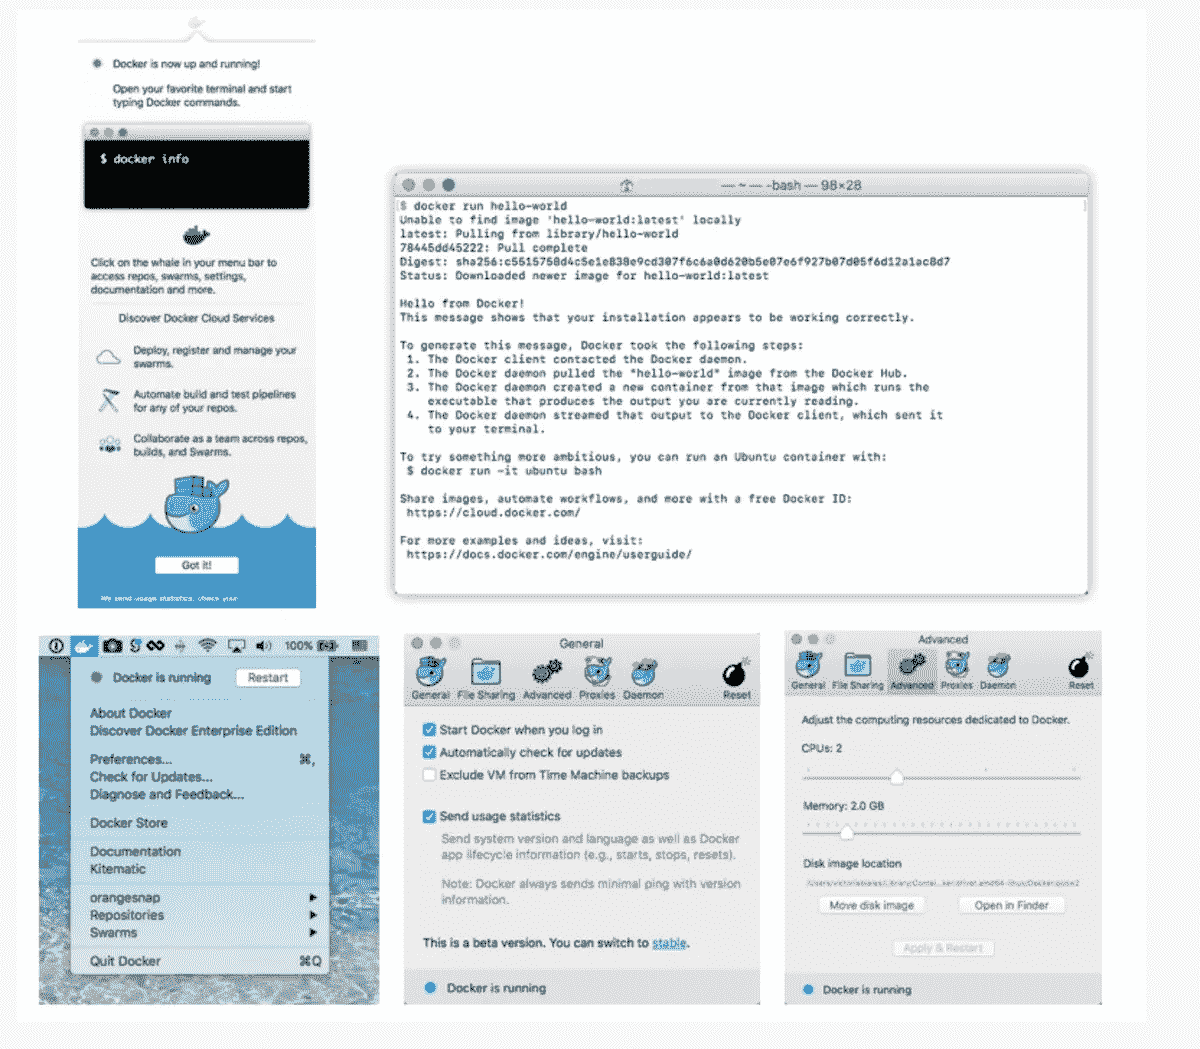 Docker is now up and running!
Open your favorite terminal and start
typing Docker commands.
$ docker info
Click on the whale in your menu bar to
access repos, swarms, settings,
documentation and more.
Discover Docker Cloud Services
Deploy, register and manage your
swarms.
Automate build and test pipelines
for any of your repos.
Collaborate as a team across repos,
builds, and Swarms.
Got it!
We send usage statistics. Check your
— ~ — -bash — 98×28
$ docker run hello-world
Unable to find image 'hello-world:latest' locally
latest: Pulling from library/hello-world
78445dd45222: Pull complete
Digest: sha256:c5515758d4c5e1e838e9cd307f6c6a0d620b5e07e6f927b07d05f6d12a1ac8d7
Status: Downloaded newer image for hello-world:latest
Hello from Docker!
This message shows that your installation appears to be working correctly.
To generate this message, Docker took the following steps:
1. The Docker client contacted the Docker daemon.
2. The Docker daemon pulled the "hello-world" image from the Docker Hub.
3. The Docker daemon created a new container from that image which runs the
executable that produces the output you are currently reading.
4. The Docker daemon streamed that output to the Docker client, which sent it
to your terminal.
To try something more ambitious, you can run an Ubuntu container with:
$ docker run -it ubuntu bash
Share images, automate workflows, and more with a free Docker ID:
https://cloud.docker.com/
For more examples and ideas, visit:
https://docs.docker.com/engine/userguide/
100%
Docker is running Restart
About Docker
Discover Docker Enterprise Edition
Preferences... ⌘,
Check for Updates...
Diagnose and Feedback...
Docker Store
Documentation
Kitematic
orangesnap
Repositories
Swarms
Quit Docker ⌘Q
General
General File Sharing Advanced Proxies Daemon Reset
Start Docker when you log in
Automatically check for updates
Exclude VM from Time Machine backups
Send usage statistics
Send system version and language as well as Docker
app lifecycle information (e.g., starts, stops, resets).
Note: Docker always sends minimal ping with version
information.
This is a beta version. You can switch to stable.
Docker is running
Advanced
General File Sharing Advanced Proxies Daemon Reset
Adjust the computing resources dedicated to Docker.
CPUs: 2
Memory: 2.0 GB
Disk image location
Move disk image Open in Finder
Apply & Restart
Docker is running